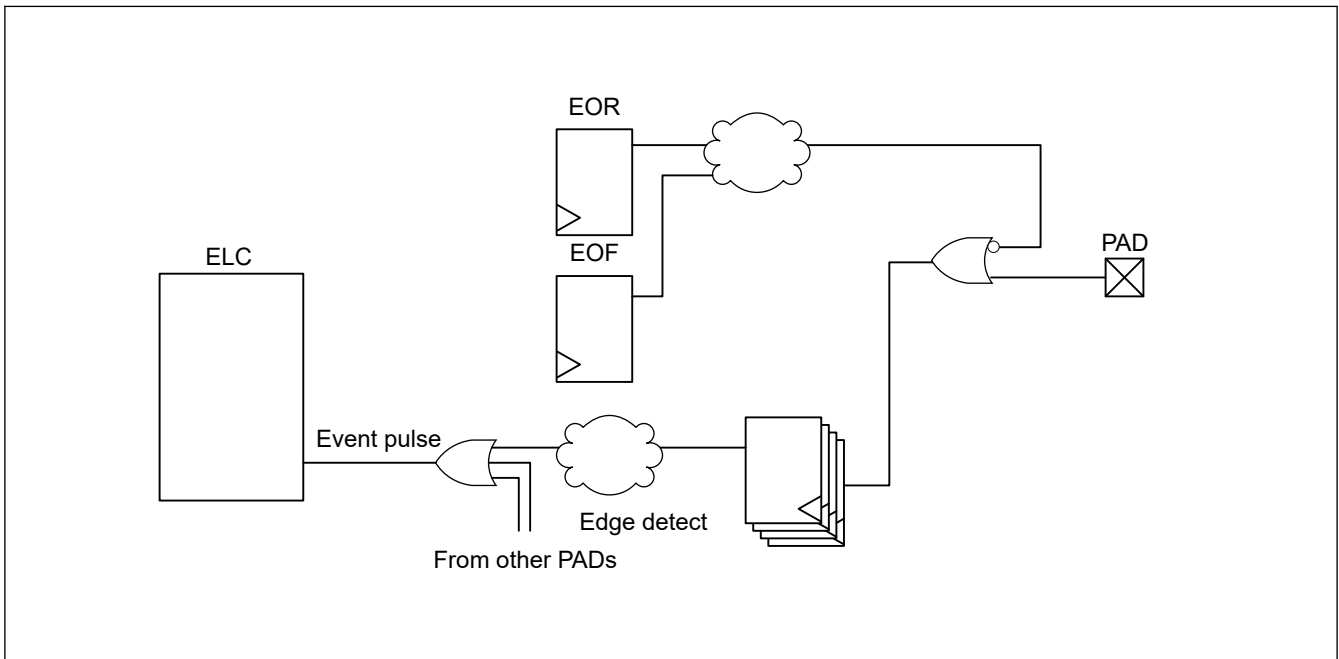 EOR
EOF
ELC
PAD
Event pulse
Edge detect
From other PADs